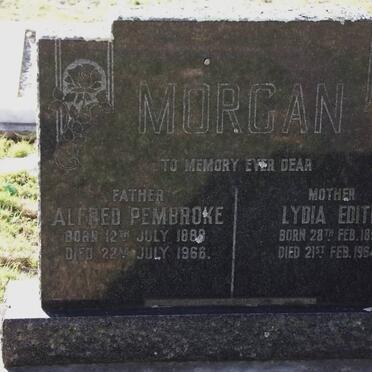 MORGAN
TO MEMORY EVER DEAR
FATHER
ALFRED PEMBROKE
BORN 12TH JULY 1888
DIED 22ND JULY 1966.
MOTHER
LYDIA
BORN 28TH FEB.
DIED 21ST FEB.